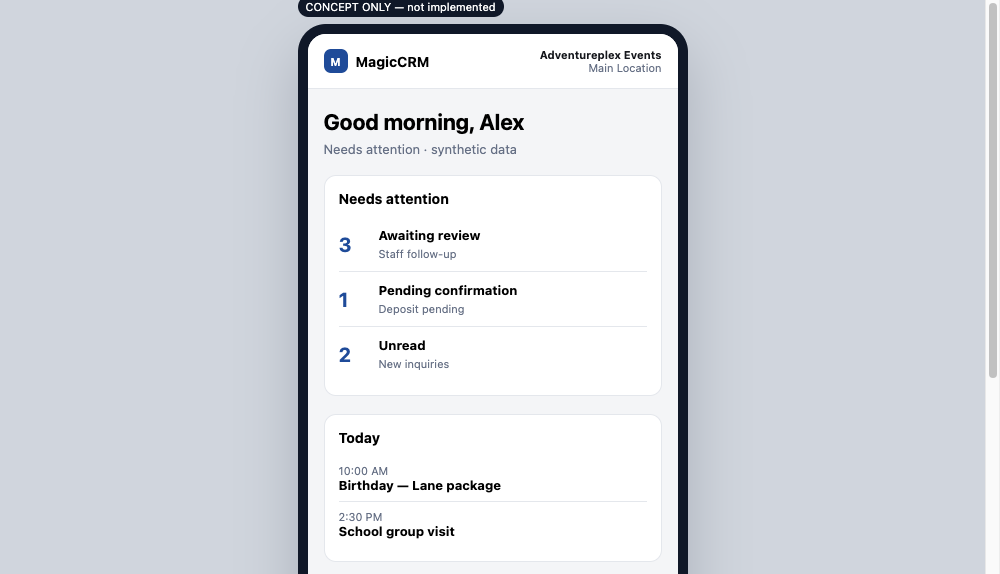 CONCEPT ONLY — not implemented
M
MagicCRM
Adventureplex Events
Main Location
Good morning, Alex
Needs attention · synthetic data
Needs attention
3
Awaiting review
Staff follow-up
1
Pending confirmation
Deposit pending
2
Unread
New inquiries
Today
10:00 AM
Birthday — Lane package
2:30 PM
School group visit